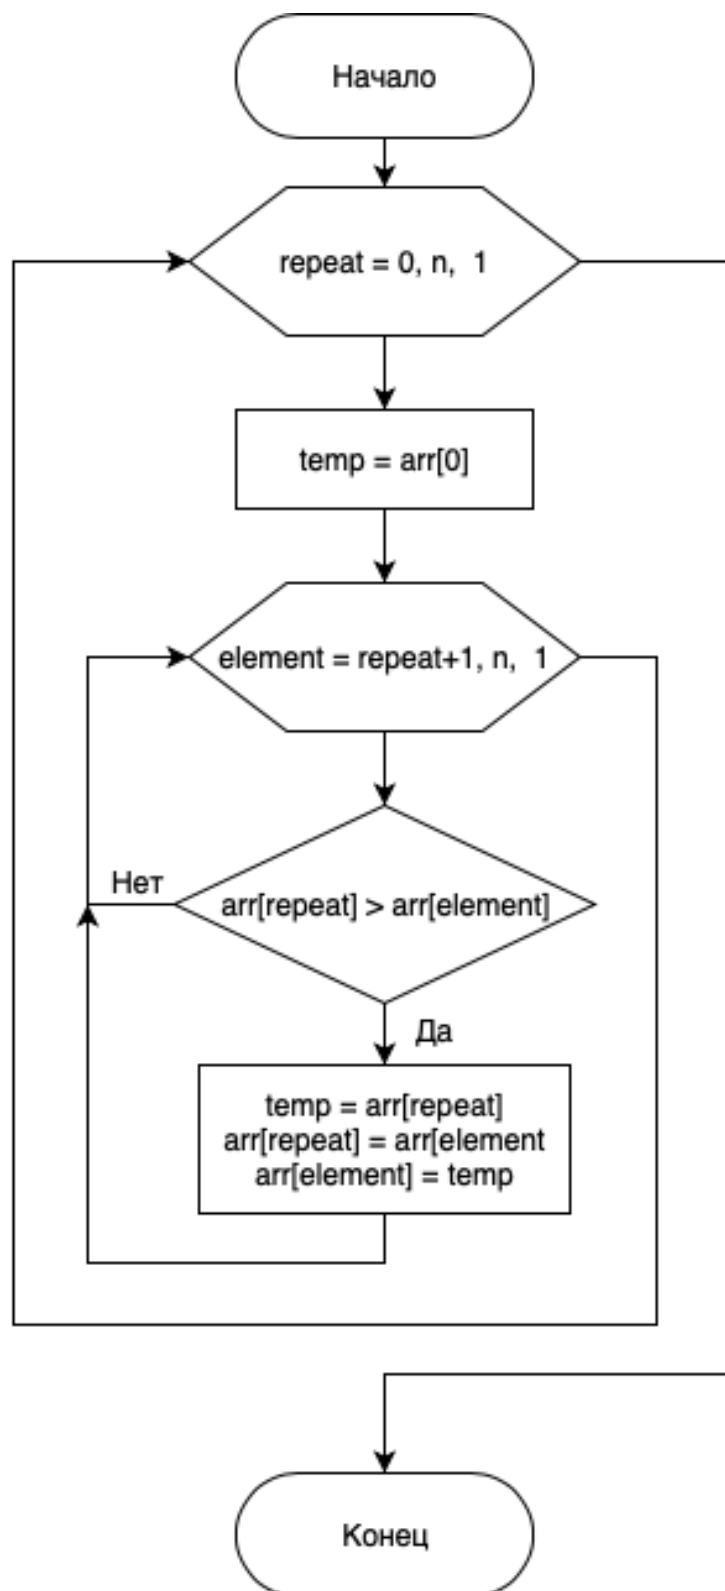 Начало
repeat = 0, n,  1
temp = arr[0]
element = repeat+1, n,  1
Нет
arr[repeat] > arr[element]
Да
temp = arr[repeat]
arr[repeat] = arr[element
arr[element] = temp
Конец